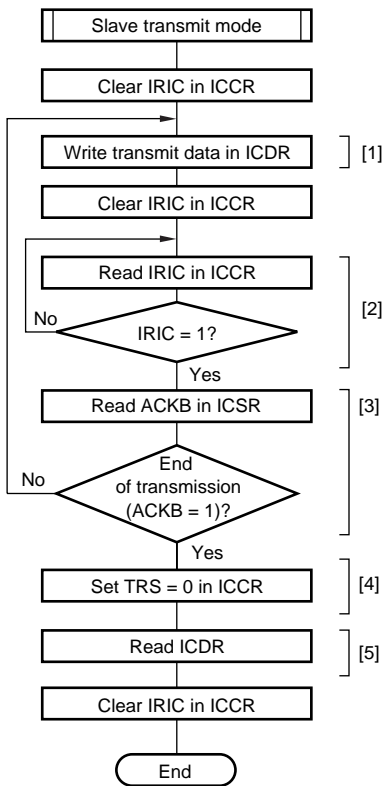 Slave transmit mode
Clear IRIC in ICCR
Write transmit data in ICDR
[1]
Clear IRIC in ICCR
Read IRIC in ICCR
[2]
No
IRIC = 1?
Yes
Read ACKB in ICSR
[3]
No
End
of transmission
(ACKB = 1)?
Yes
Set TRS = 0 in ICCR
[4]
Read ICDR
[5]
Clear IRIC in ICCR
End